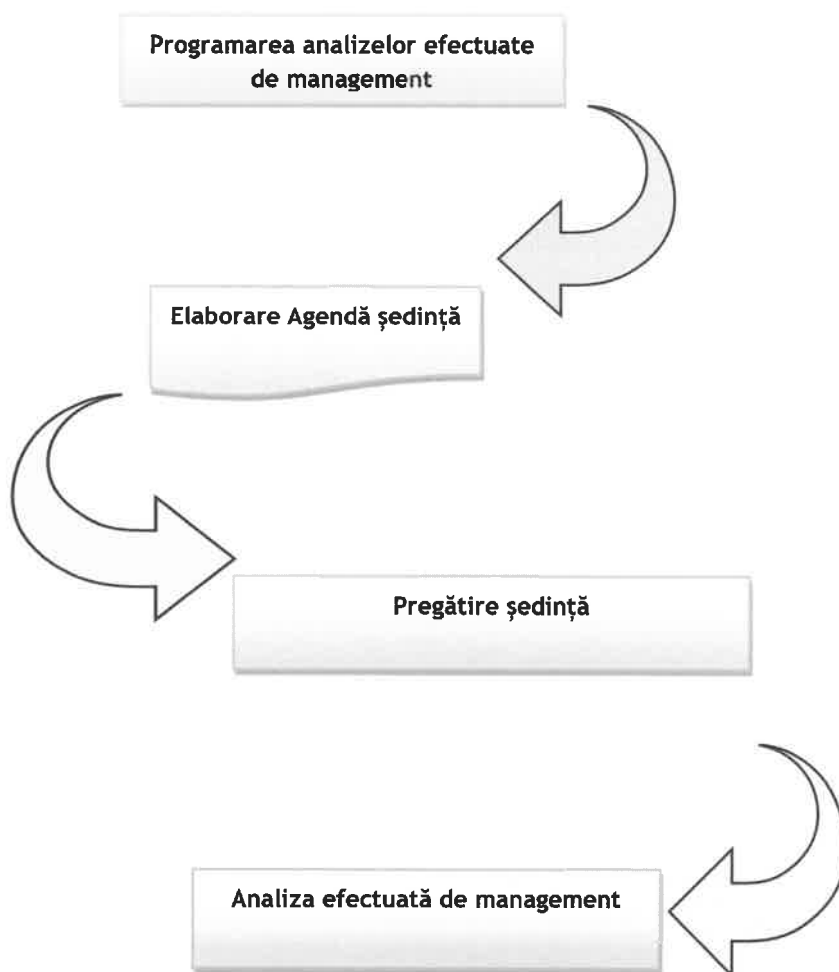 Programarea analizelor efectuate
de management
Elaborare Agendă ședință
Pregătire ședință
Analiza efectuată de management